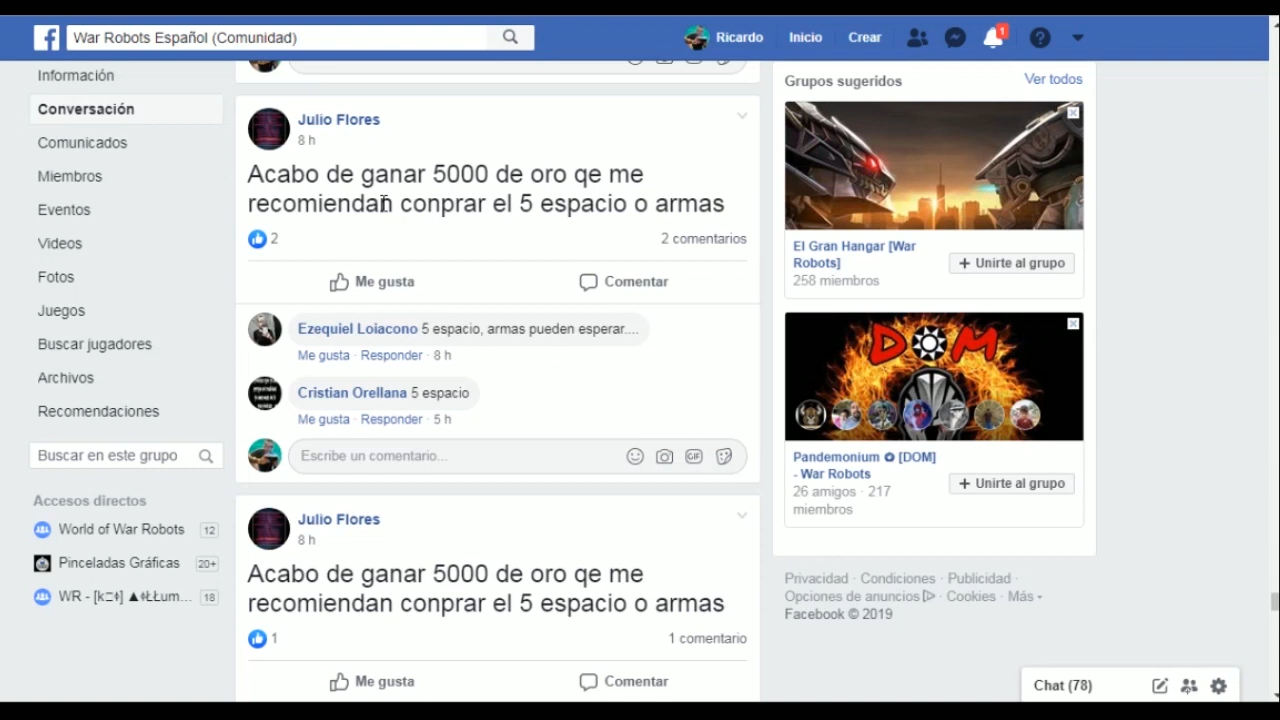 War Robots Español (Comunidad)
Ricardo
Inicio
Crear
1
Información
Conversación
Comunicados
Miembros
Eventos
Videos
Fotos
Juegos
Buscar jugadores
Archivos
Recomendaciones
Buscar en este grupo
Accesos directos
World of War Robots 12
Pinceladas Gráficas 20+
18
Julio Flores
8 h
Acabo de ganar 5000 de oro qe me
recomiendan conprar el 5 espacio o armas
2
2 comentarios
Me gusta
Comentar
Ezequiel Loiacono 5 espacio, armas pueden esperar....
Me gusta · Responder · 8 h
Cristian Orellana 5 espacio
Me gusta · Responder · 5 h
Escribe un comentario...
GIF
Julio Flores
8 h
Acabo de ganar 5000 de oro qe me
recomiendan conprar el 5 espacio o armas
1
1 comentario
Me gusta
Comentar
Grupos sugeridos
Ver todos
El Gran Hangar [War
Robots]
258 miembros
+ Unirte al grupo
DOM
Pandemonium ✪ [DOM]
- War Robots
26 amigos · 217
miembros
+ Unirte al grupo
Privacidad · Condiciones · Publicidad ·
Opciones de anuncios · Cookies · Más
Facebook © 2019
Chat (78)